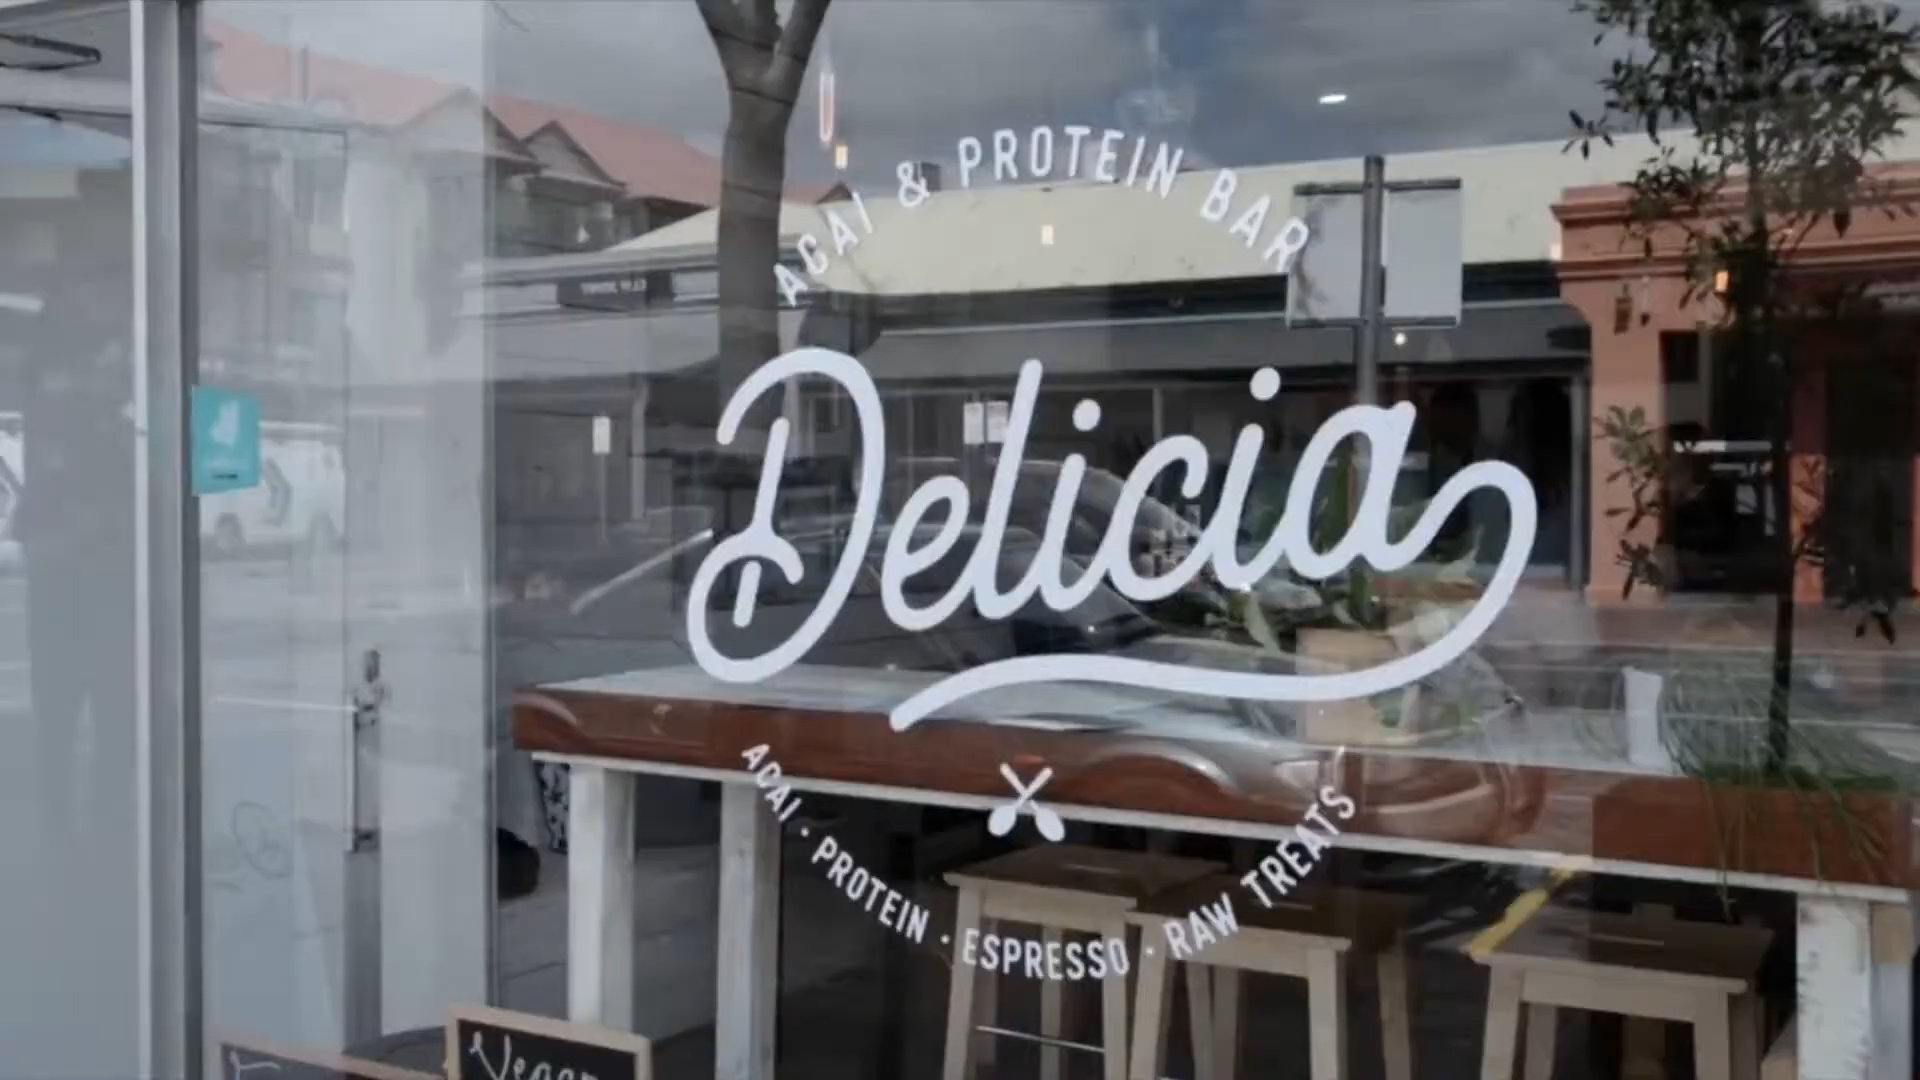 ACAI & PROTEIN BAR
Delicia
ACAI · PROTEIN · ESPRESSO · RAW TREATS